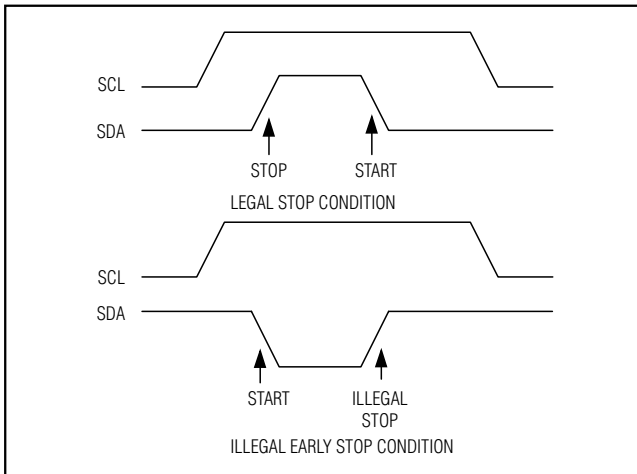 SCL
SDA
STOP START
LEGAL STOP CONDITION
SCL
SDA
START ILLEGAL
STOP
ILLEGAL EARLY STOP CONDITION